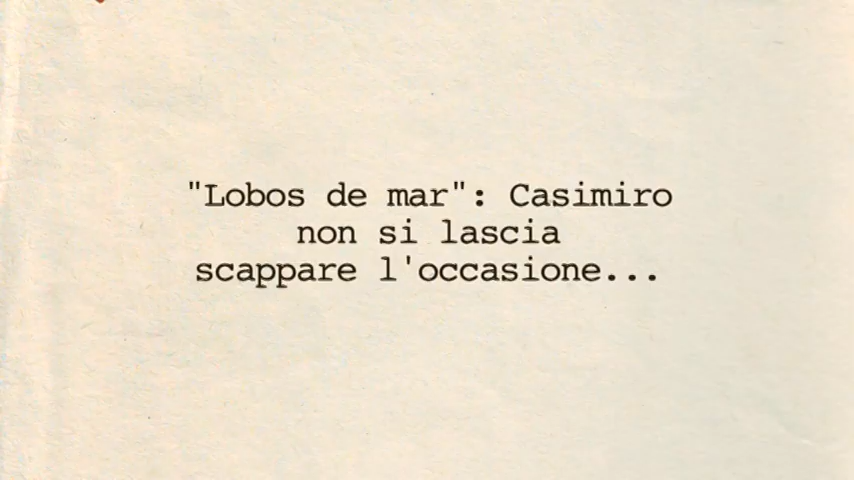 "Lobos de mar": Casimiro
non si lascia
scappare l'occasione...